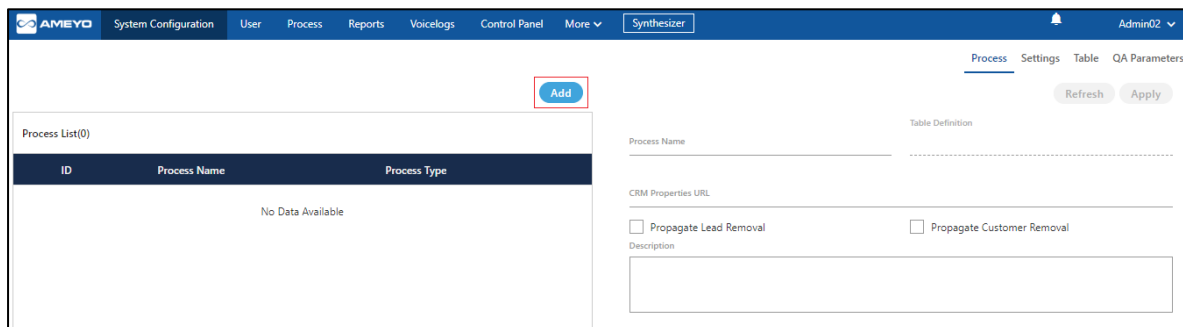 AMEYO System Configuration User Process Reports Voicelogs Control Panel More Synthesizer Admin02
Process Settings Table QA Parameters
Add Refresh Apply
Process List(0)
ID Process Name Process Type
No Data Available
Process Name Table Definition
CRM Properties URL
Propagate Lead Removal Propagate Customer Removal
Description